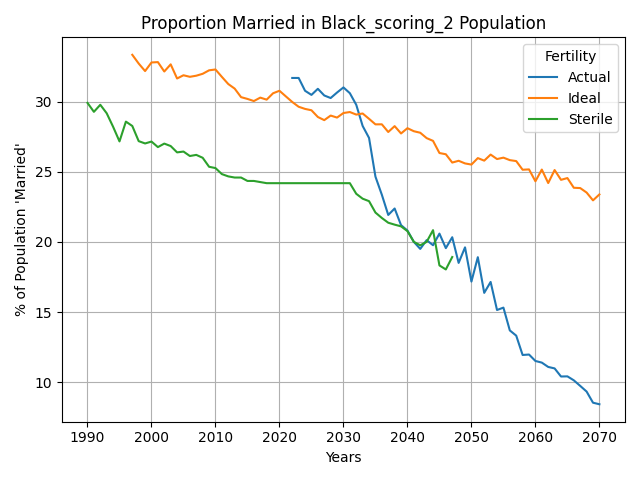 Proportion Married in Black_scoring_2 Population
Fertility
Actual
Ideal
Sterile
% of Population 'Married'
30
25
20
15
10
1990
2000
2010
2020
2030
2040
2050
2060
2070
Years